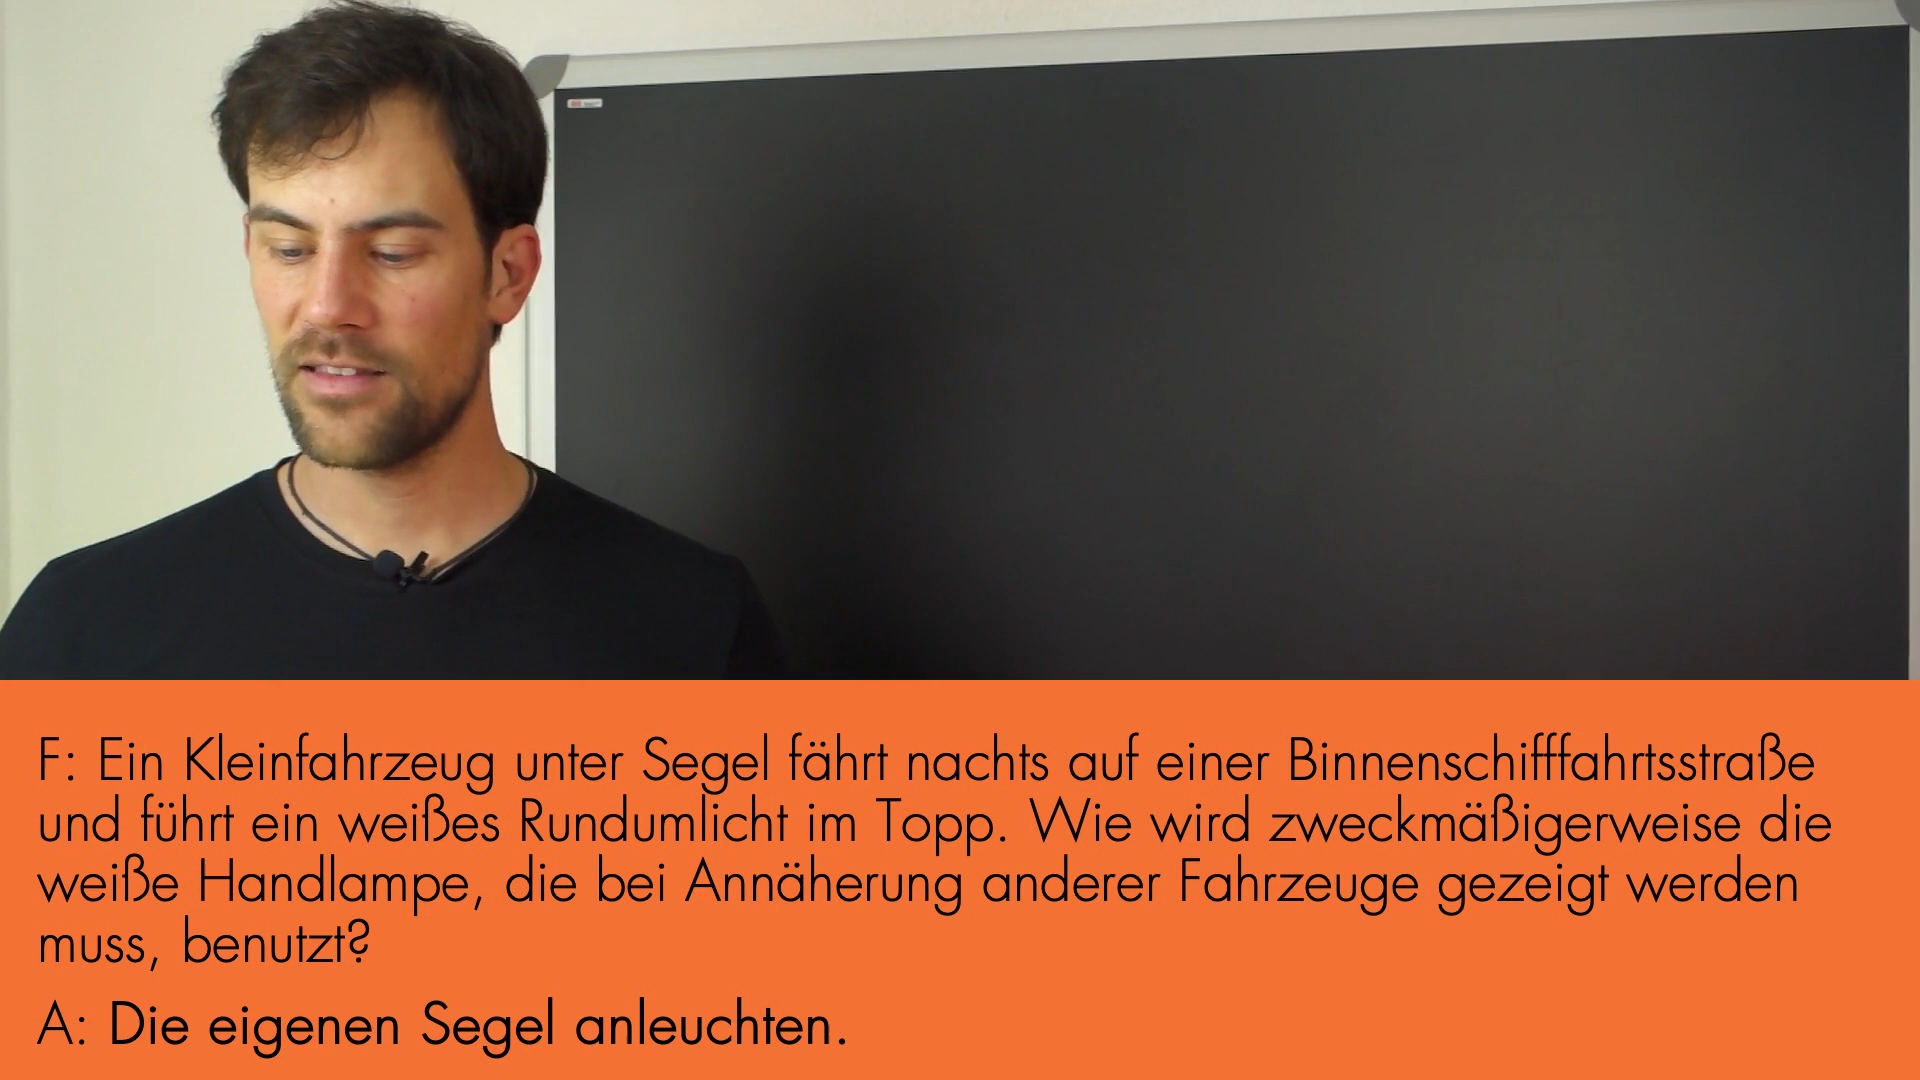 F: Ein Kleinfahrzeug unter Segel fährt nachts auf einer Binnenschifffahrtsstraße
und führt ein weißes Rundumlicht im Topp. Wie wird zweckmäßigerweise die
weiße Handlampe, die bei Annäherung anderer Fahrzeuge gezeigt werden
muss, benutzt?
A: Die eigenen Segel anleuchten.